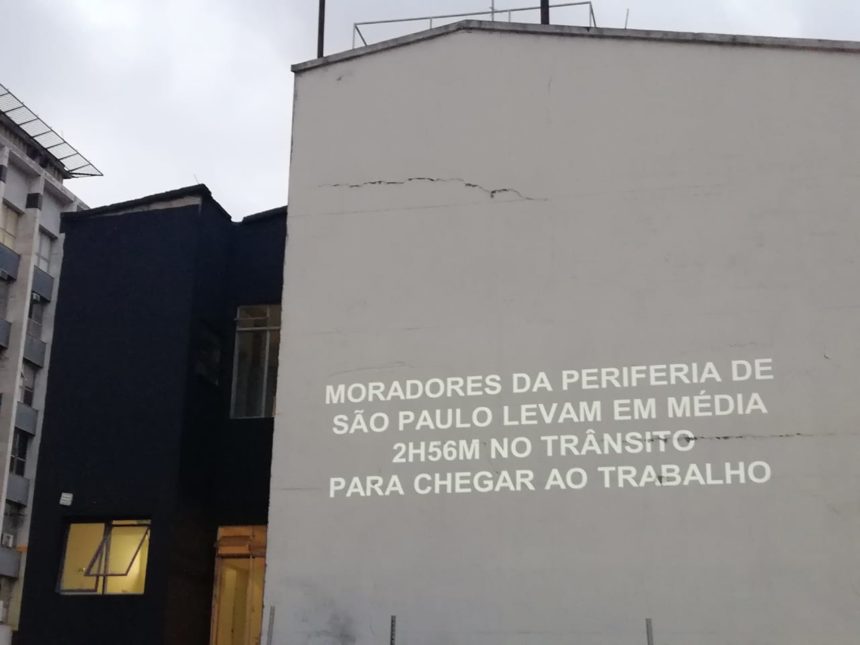 MORADORES DA PERIFERIA DE
SÃO PAULO LEVAM EM MÉDIA
2H56M NO TRÂNSITO
PARA CHEGAR AO TRABALHO